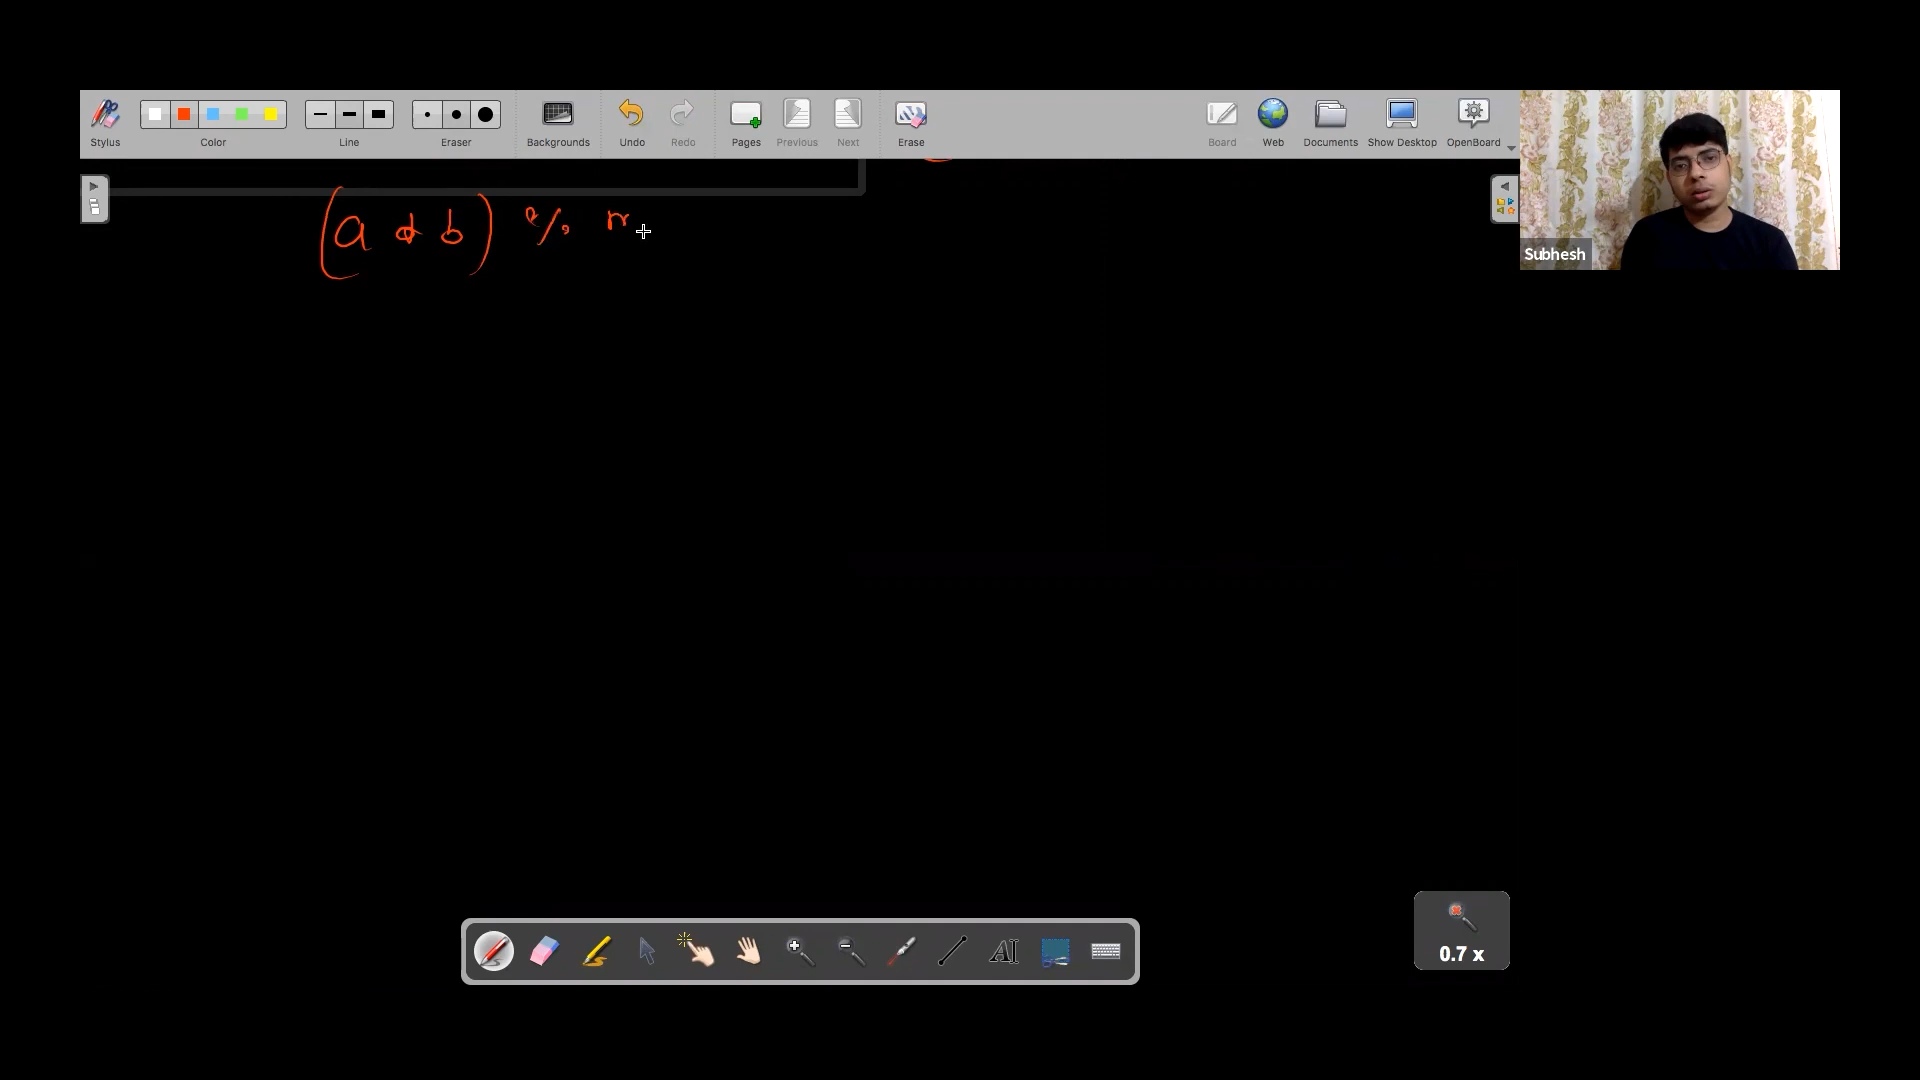 Stylus Color Line Eraser Backgrounds Undo Redo Pages Previous Next Erase Board Web Documents Show Desktop OpenBoard
(a * b) % n
Subhesh
AI
0.7 x